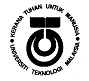 KERANA TUHAN UNTUK MANUSIA
UNIVERSITI TEKNOLOGI MALAYSIA